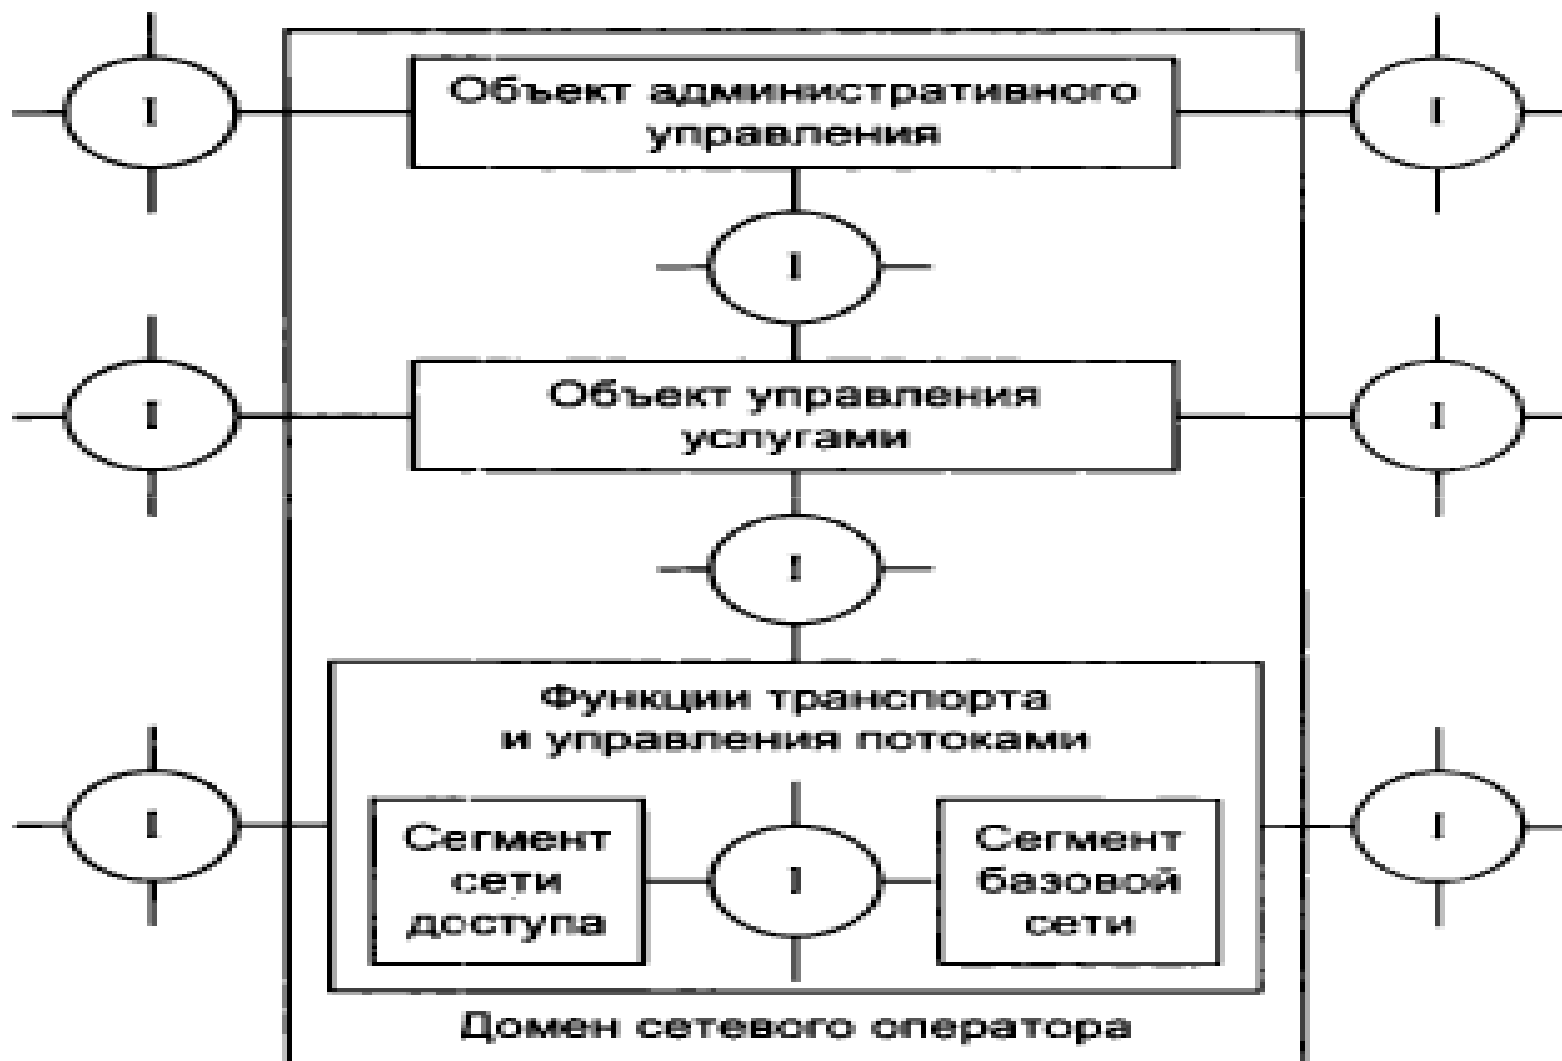 Объект административного
управления
I
I
I
Объект управления
услугами
I
I
I
Функции транспорта
и управления потоками
I
I
Сегмент
сети
доступа
I
Сегмент
базовой
сети
Домен сетевого оператора